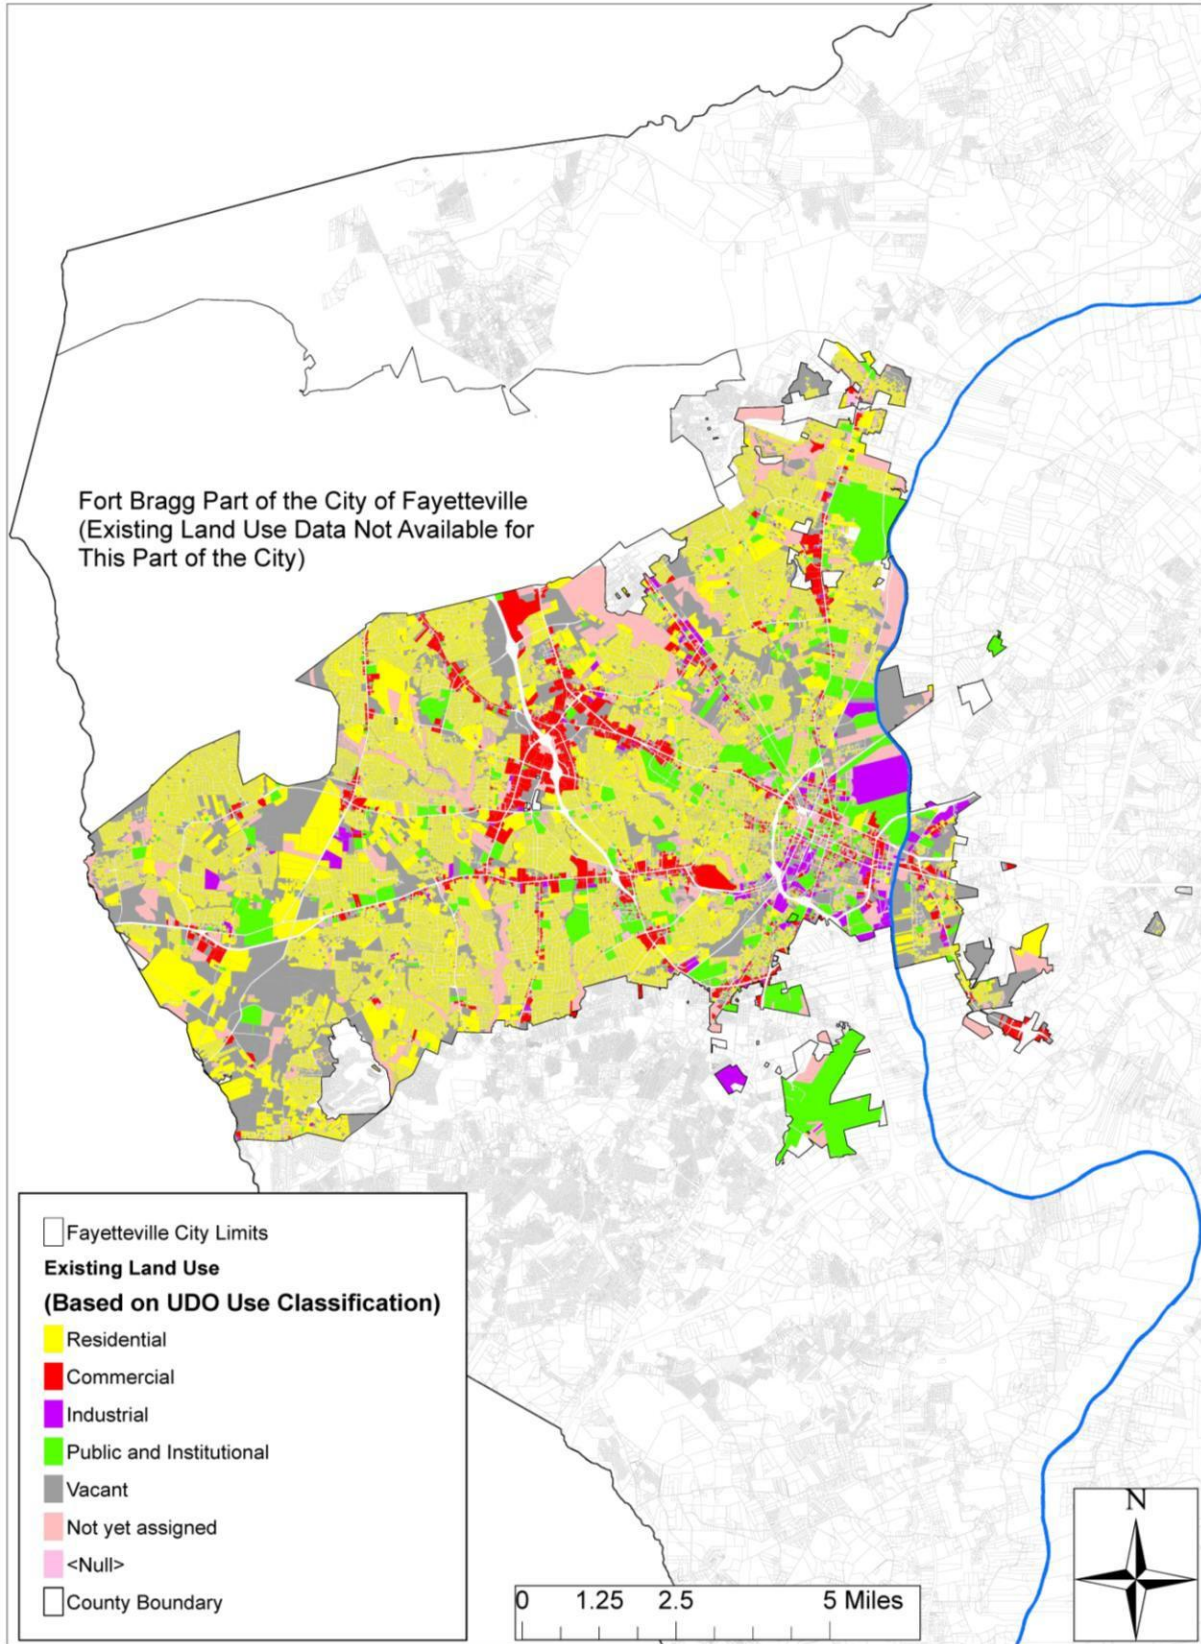 Fort Bragg Part of the City of Fayetteville
(Existing Land Use Data Not Available for
This Part of the City)
Fayetteville City Limits
Existing Land Use
(Based on UDO Use Classification)
Residential
Commercial
Industrial
Public and Institutional
Vacant
Not yet assigned
<Null>
County Boundary
0 1.25 2.5 5 Miles
N